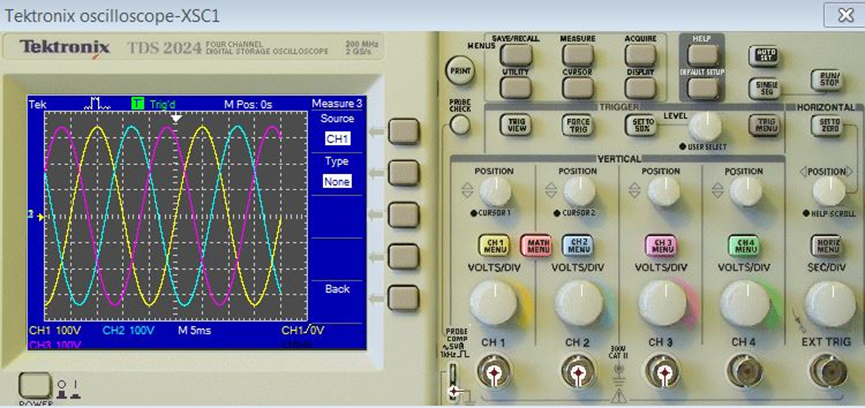 Tektronix oscilloscope-XSC1
Tektronix TDS 2024 FOUR CHANNEL DIGITAL STORAGE OSCILLOSCOPE 200 MHz 2 GS/s
Tek T Trig'd M Pos: 0s Measure 3
Source
CH1
Type
None
Back
CH1 100V CH2 100V M 5ms CH1/0V
CH3 100V
POWER
MENUS SAVE/RECALL MEASURE ACQUIRE HELP
PRINT
AUTO SET
UTILITY CURSOR DISPLAY DEFAULT SETUP
SINGLE SEQ
RUN/STOP
PROBE CHECK
TRIGGER
HORIZONTAL
TRIG VIEW
FORCE TRIG
SET TO 50%
LEVEL
TRIG MENU
SET TO ZERO
USER SELECT
VERTICAL
POSITION POSITION POSITION POSITION POSITION
CURSOR 1 CURSOR 2 HELP SCROLL
CH 1 MENU
MATH MENU
CH 2 MENU
CH 3 MENU
CH 4 MENU
HORIZ MENU
VOLTS/DIV VOLTS/DIV VOLTS/DIV VOLTS/DIV SEC/DIV
PROBE COMP
~5V@
1kHz
CH 1 CH 2 CH 3 CH 4 EXT TRIG
300V
CAT II